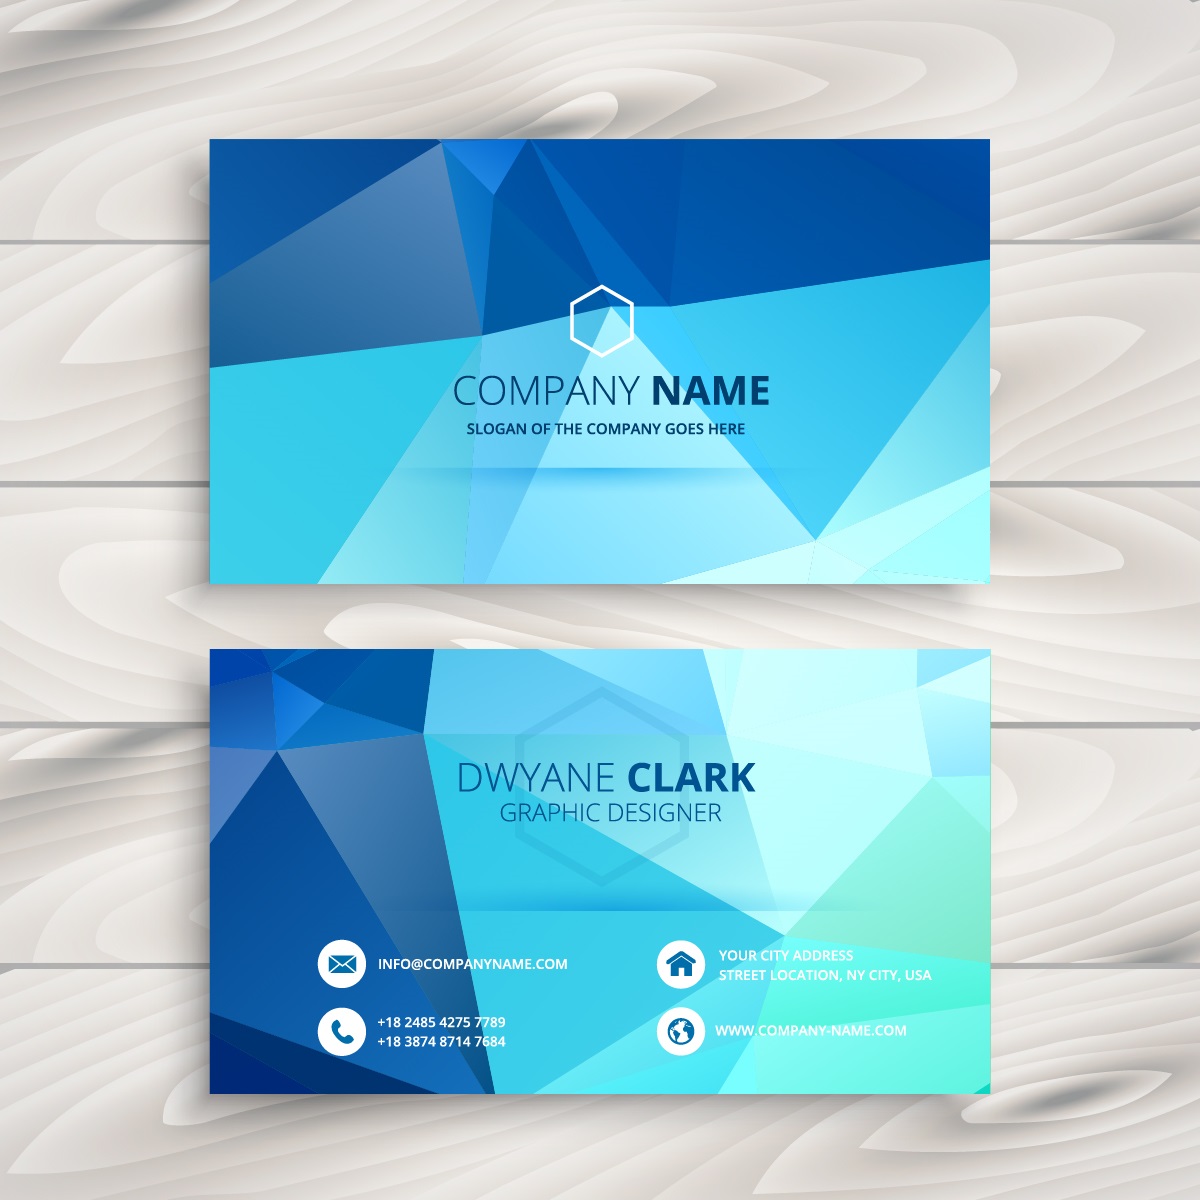 COMPANY NAME
SLOGAN OF THE COMPANY GOES HERE
DWYANE CLARK
GRAPHIC DESIGNER
INFO@COMPANYNAME.COM
+18 2485 4275 7789
+18 3874 8714 7684
YOUR CITY ADDRESS
STREET LOCATION, NY CITY, USA
WWW.COMPANY-NAME.COM